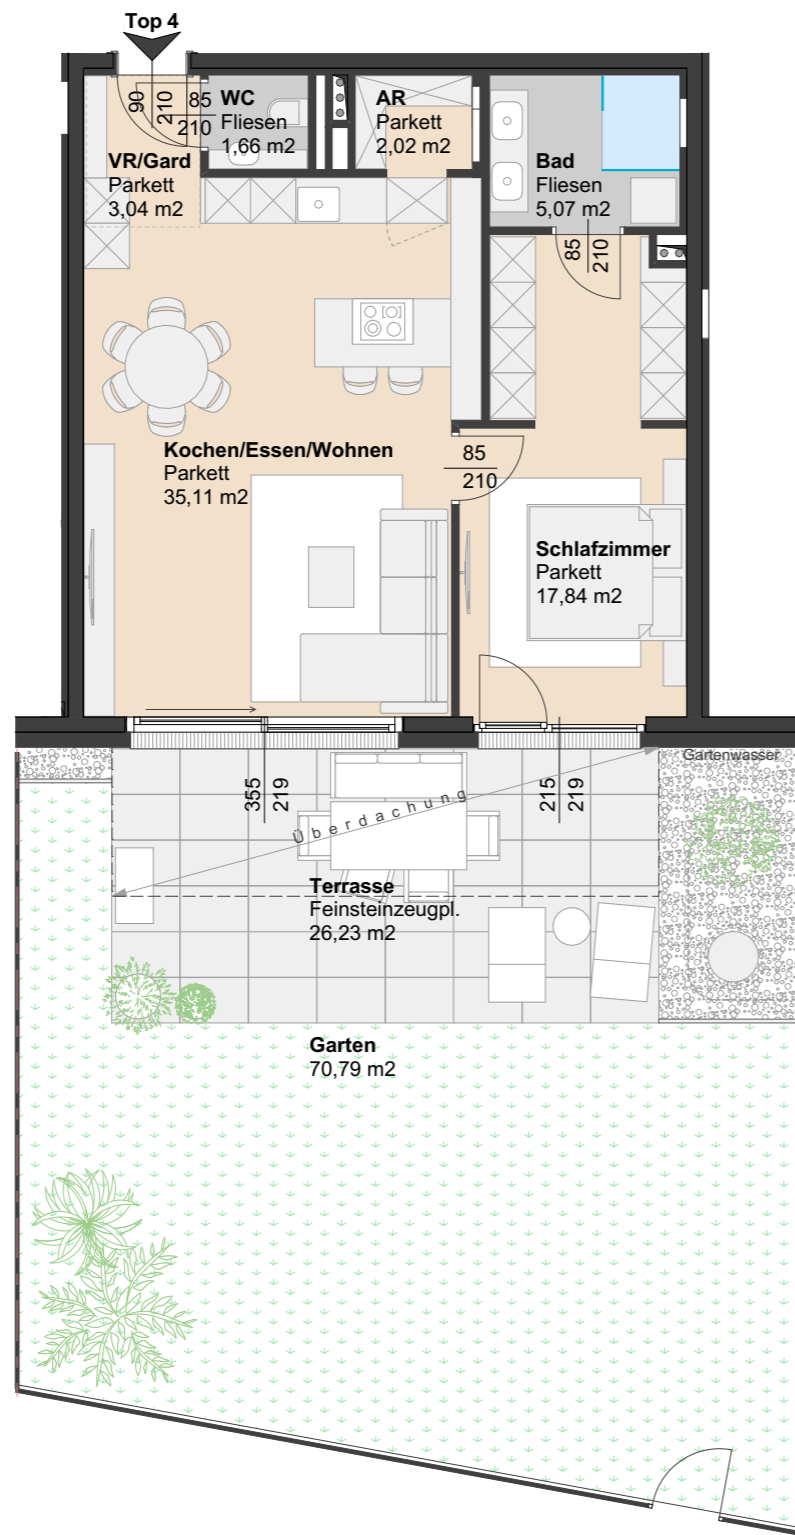 Top 4
90
210
85
210
WC
Fliesen
1,66 m2
AR
Parkett
2,02 m2
VR/Gard
Parkett
3,04 m2
Bad
Fliesen
5,07 m2
85
210
Kochen/Essen/Wohnen
Parkett
35,11 m2
85
210
Schlafzimmer
Parkett
17,84 m2
355
219
215
219
Gartenwasser
Überdachung
Terrasse
Feinsteinzeugpl.
26,23 m2
Garten
70,79 m2